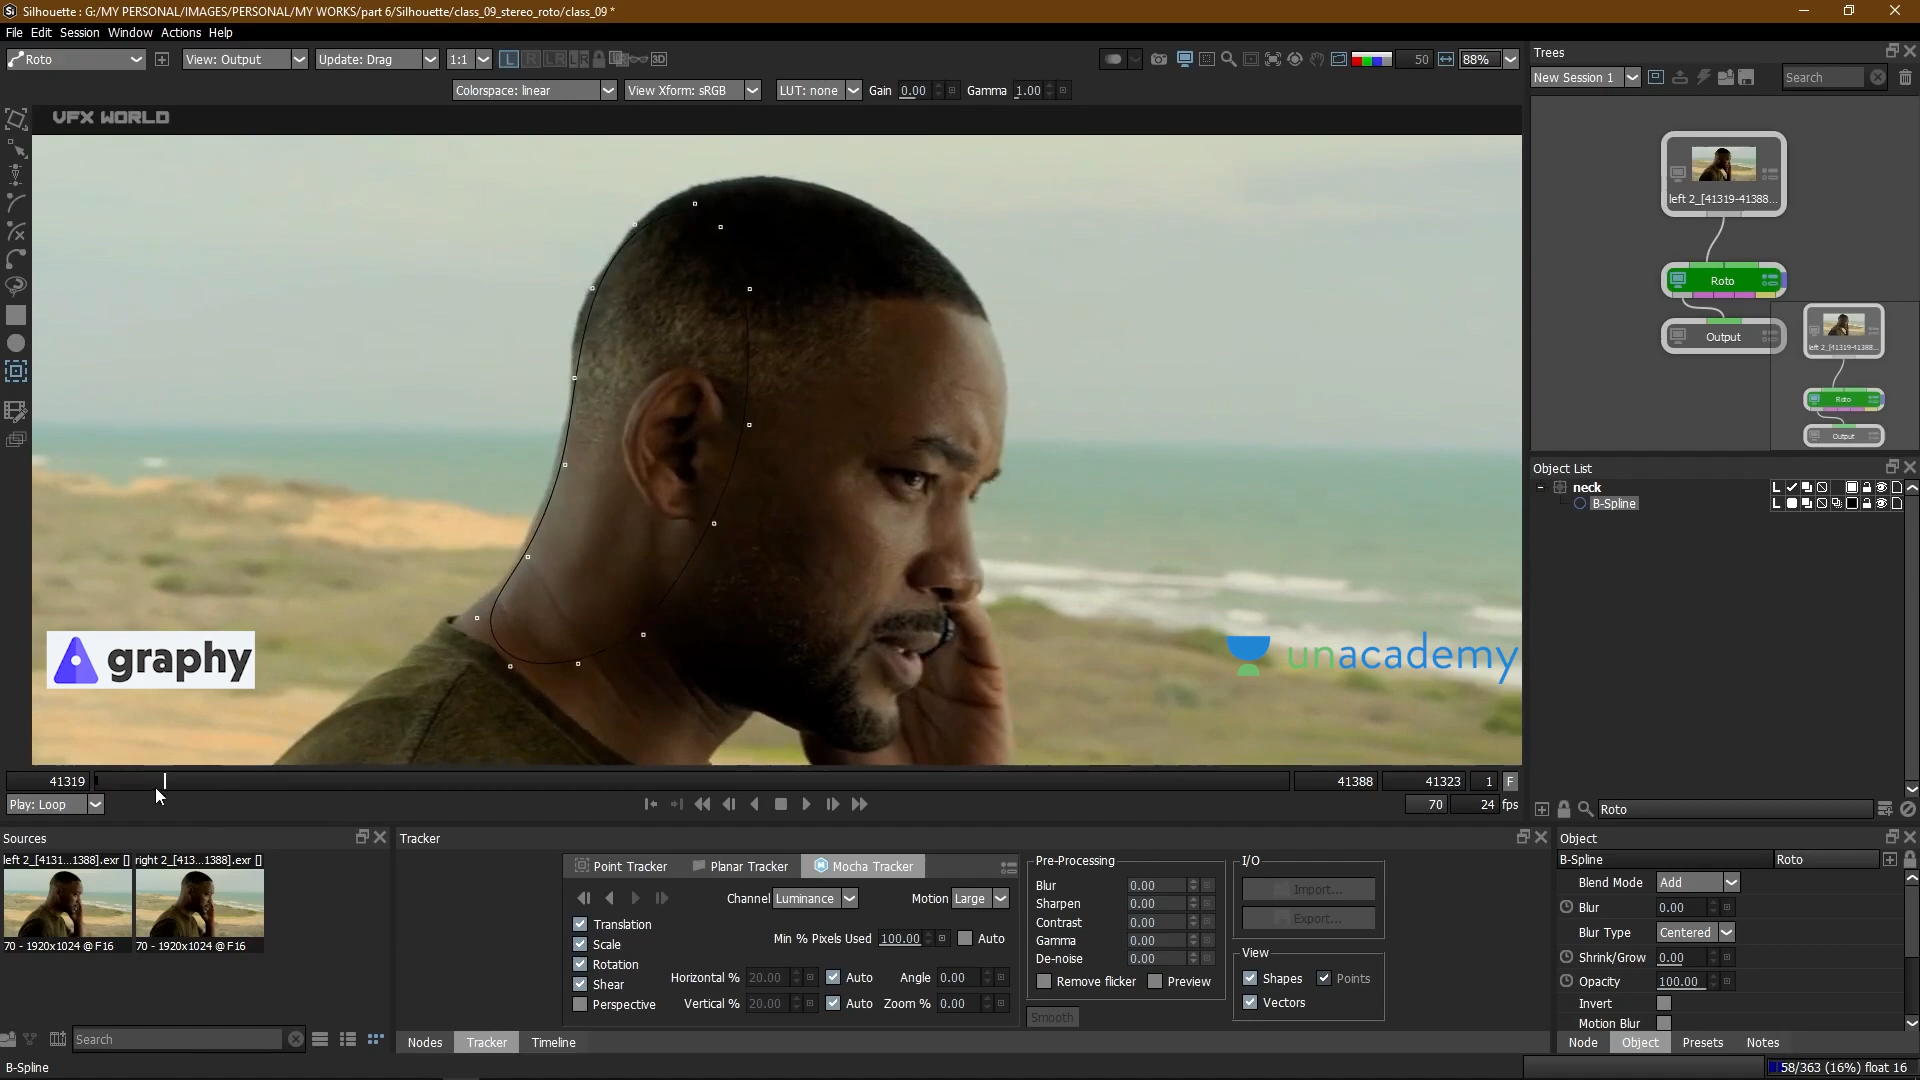 Silhouette : G:/MY PERSONAL/IMAGES/PERSONAL/MY WORKS/part 6/Silhouette/class_09_stereo_roto/class_09 *
File Edit Session Window Actions Help
Roto View: Output Update: Drag 1:1 L R LR LR 3D 50 88%
Colorspace: linear View Xform: sRGB LUT: none Gain 0.00 Gamma 1.00
VFX WORLD
graphy
unacademy
41319 41388 41323 1 F
Play: Loop 70 24 fps
Trees
New Session 1 Search
left 2_[41319-41388...
Roto
Output
left 2_[41319-41388...
Roto
Output
Object List
neck L
B-Spline L
Roto
Sources
left 2_[4131...1388].exr [] right 2_[413...1388].exr []
70 - 1920x1024 @ F16 70 - 1920x1024 @ F16
Search
Tracker
Point Tracker Planar Tracker Mocha Tracker
Channel Luminance Motion Large
Translation
Scale
Rotation
Shear
Perspective
Min % Pixels Used 100.00 Auto
Horizontal % 20.00 Auto Angle 0.00
Vertical % 20.00 Auto Zoom % 0.00
Pre-Processing
Blur 0.00
Sharpen 0.00
Contrast 0.00
Gamma 0.00
De-noise 0.00
Remove flicker Preview
Smooth
I/O
Import...
Export...
View
Shapes Points
Vectors
Nodes Tracker Timeline
Object
B-Spline Roto
Blend Mode Add
Blur 0.00
Blur Type Centered
Shrink/Grow 0.00
Opacity 100.00
Invert
Motion Blur
Node Object Presets Notes
B-Spline
58/363 (16%) float 16